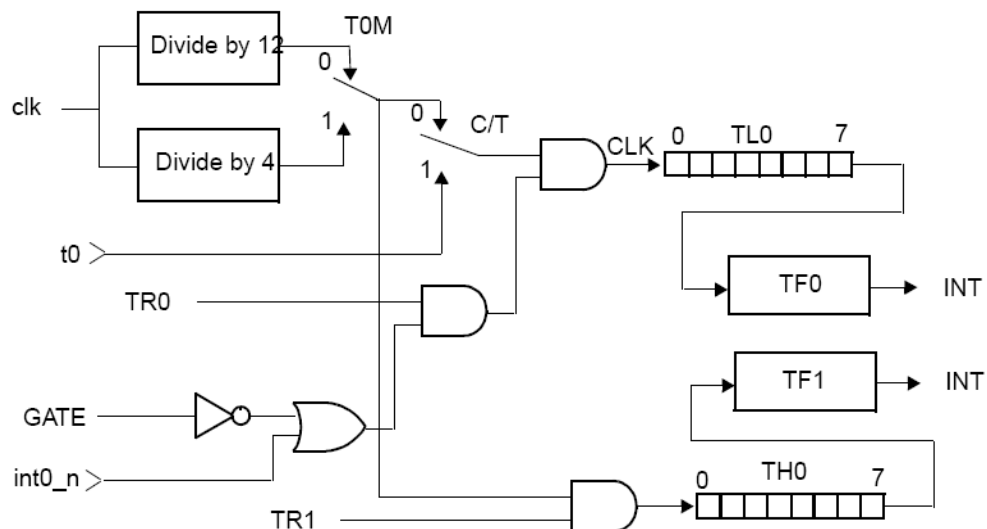 T0M
Divide by 12
0
clk
1
0
C/T
Divide by 4
1
CLK
0 TL0 7
t0
TR0
TF0
INT
TF1
INT
GATE
int0_n
0 TH0 7
TR1